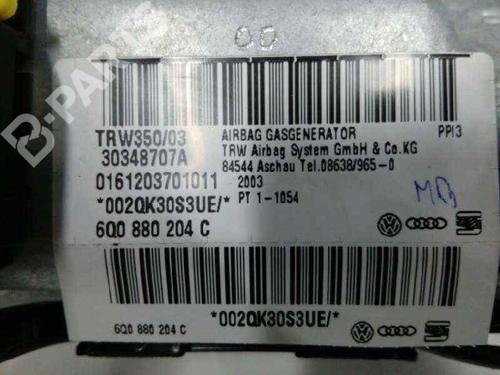 B-PARTS
TRW350/03 AIRBAG GASGENERATOR PPI3
30348707A TRW Airbag System GmbH & Co.KG
84544 Aschau Tel.08638/965-0
0161203701011 2003
*002QK30S3UE/* PT 1-1054
6Q0 880 204 C
*002QK30S3UE/*
6Q0 880 204 C